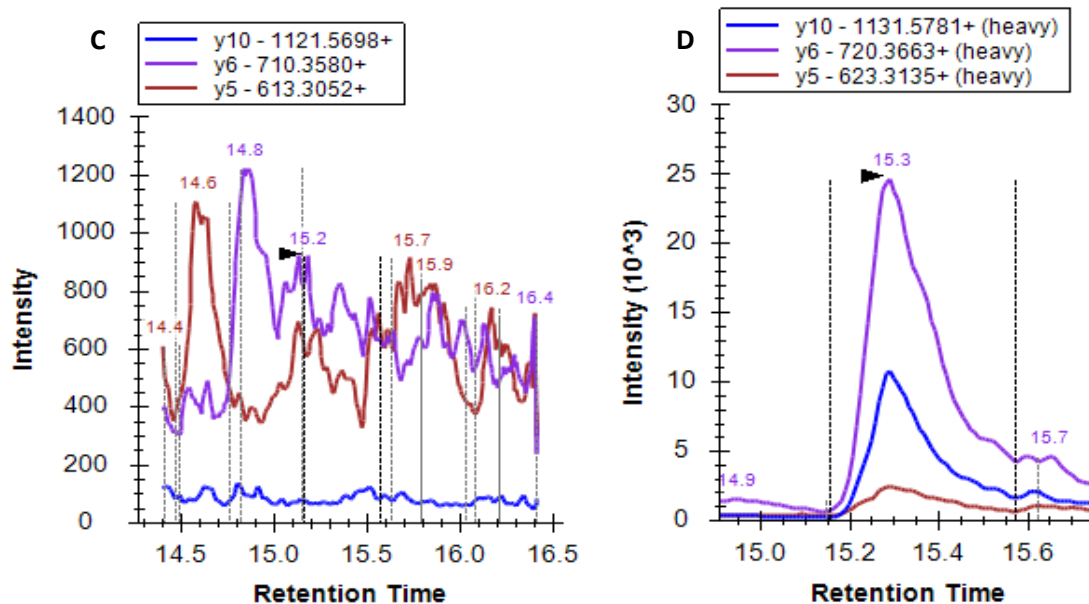 C
y10 - 1121.5698+
y6 - 710.3580+
y5 - 613.3052+
1400
1200
1000
800
600
400
200
0
Intensity
14.4
14.6
14.8
15.2
15.7
15.9
16.2
16.4
14.5
15.0
15.5
16.0
16.5
Retention Time
D
y10 - 1131.5781+ (heavy)
y6 - 720.3663+ (heavy)
y5 - 623.3135+ (heavy)
30
25
20
15
10
5
0
Intensity (10^3)
14.9
15.3
15.7
15.0
15.2
15.4
15.6
Retention Time